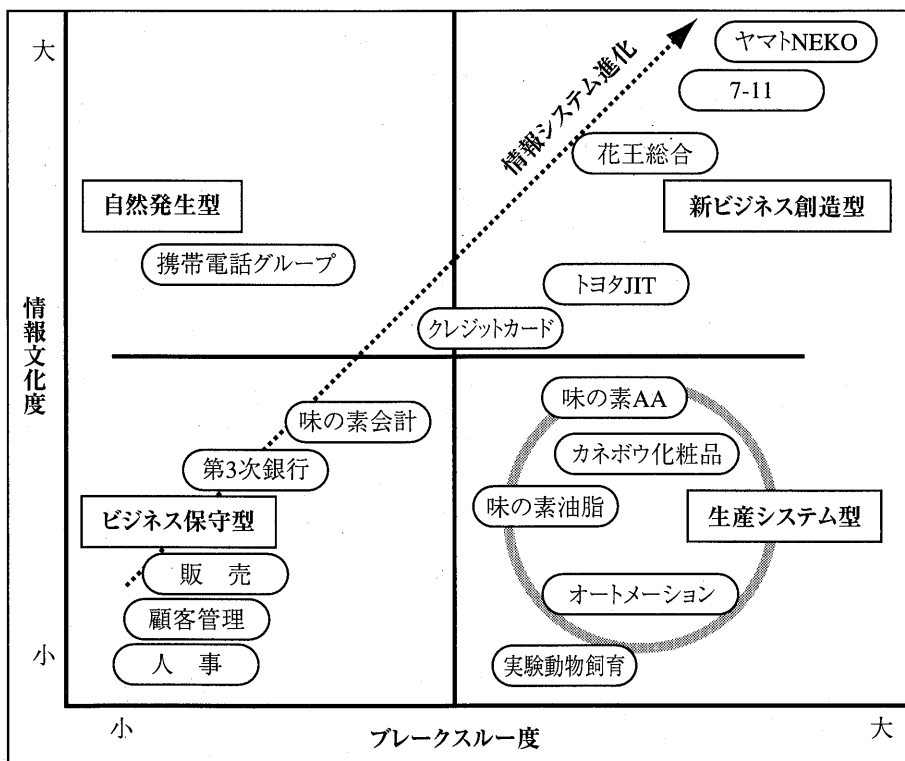 大
ヤマトNEKO
7-11
情報システム進化
花王総合
自然発生型
新ビジネス創造型
携帯電話グループ
トヨタJIT
クレジットカード
情報文化度
味の素AA
味の素会計
カネボウ化粧品
第3次銀行
味の素油脂
ビジネス保守型
生産システム型
販　売
オートメーション
顧客管理
小
人　事
実験動物飼育
小
大
ブレークスルー度